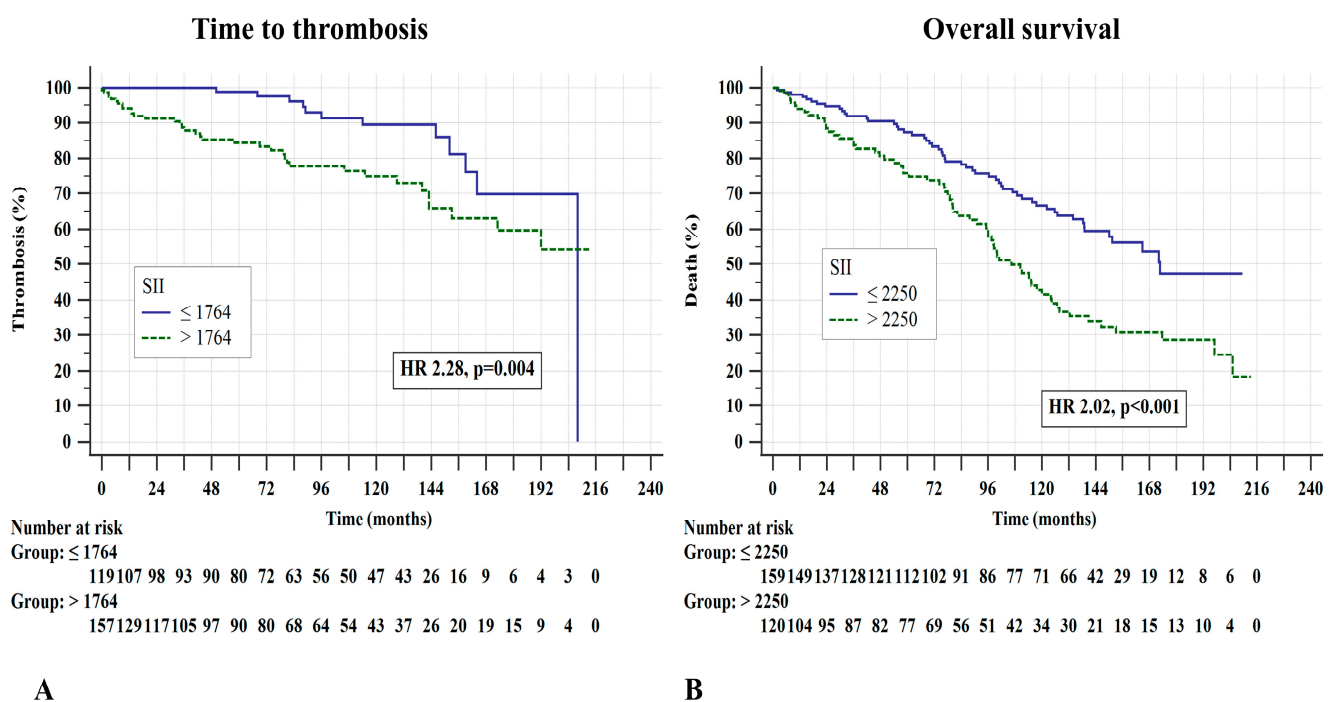 Time to thrombosis
Thrombosis (%)
100
90
80
70
60
50
40
30
20
10
0
SII
≤ 1764
> 1764
HR 2.28, p=0.004
0 24 48 72 96 120 144 168 192 216 240
Time (months)
Number at risk
Group: ≤ 1764
119 107 98 93 90 80 72 63 56 50 47 43 26 16 9 6 4 3 0
Group: > 1764
157 129 117 105 97 90 80 68 64 54 43 37 26 20 19 15 9 4 0
A
Overall survival
Death (%)
100
90
80
70
60
50
40
30
20
10
0
SII
≤ 2250
> 2250
HR 2.02, p<0.001
0 24 48 72 96 120 144 168 192 216 240
Time (months)
Number at risk
Group: ≤ 2250
159 149 137 128 121 112 102 91 86 77 71 66 42 29 19 12 8 6 0
Group: > 2250
120 104 95 87 82 77 69 56 51 42 34 30 21 18 15 13 10 4 0
B